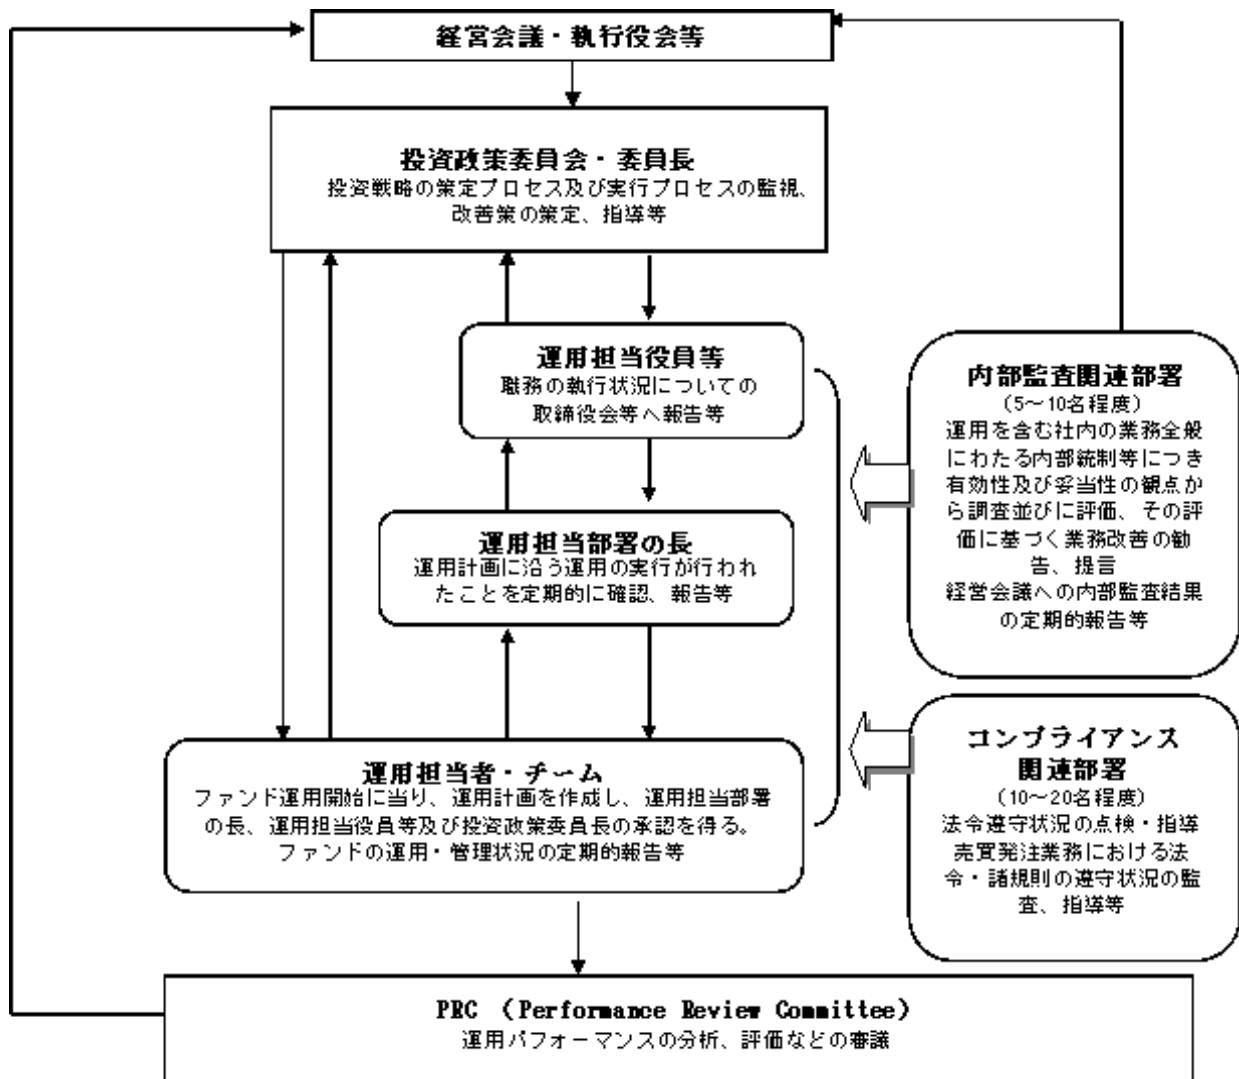 経営会議・執行役会等
投資政策委員会・委員長
投資戦略の策定プロセス及び実行プロセスの監視、
改善策の策定、指導等
運用担当役員等
職務の執行状況についての
取締役会等へ報告等
運用担当部署の長
運用計画に沿う運用の実行が行われ
たことを定期的に確認、報告等
運用担当者・チーム
ファンド運用開始に当り、運用計画を作成し、運用担当部署
の長、運用担当役員等及び投資政策委員長の承認を得る。
ファンドの運用・管理状況の定期的報告等
内部監査関連部署
(5~10名程度)
運用を含む社内の業務全般
にわたる内部統制等につき
有効性及び妥当性の観点か
ら調査並びに評価、その評
価に基づく業務改善の勧
告、提言
経営会議への内部監査結果
の定期的報告等
コンプライアンス
関連部署
(10~20名程度)
法令遵守状況の点検・指導
売買発注業務における法
令・諸規則の遵守状況の監
査、指導等
PRC (Performance Review Committee)
運用パフォーマンスの分析、評価などの審議